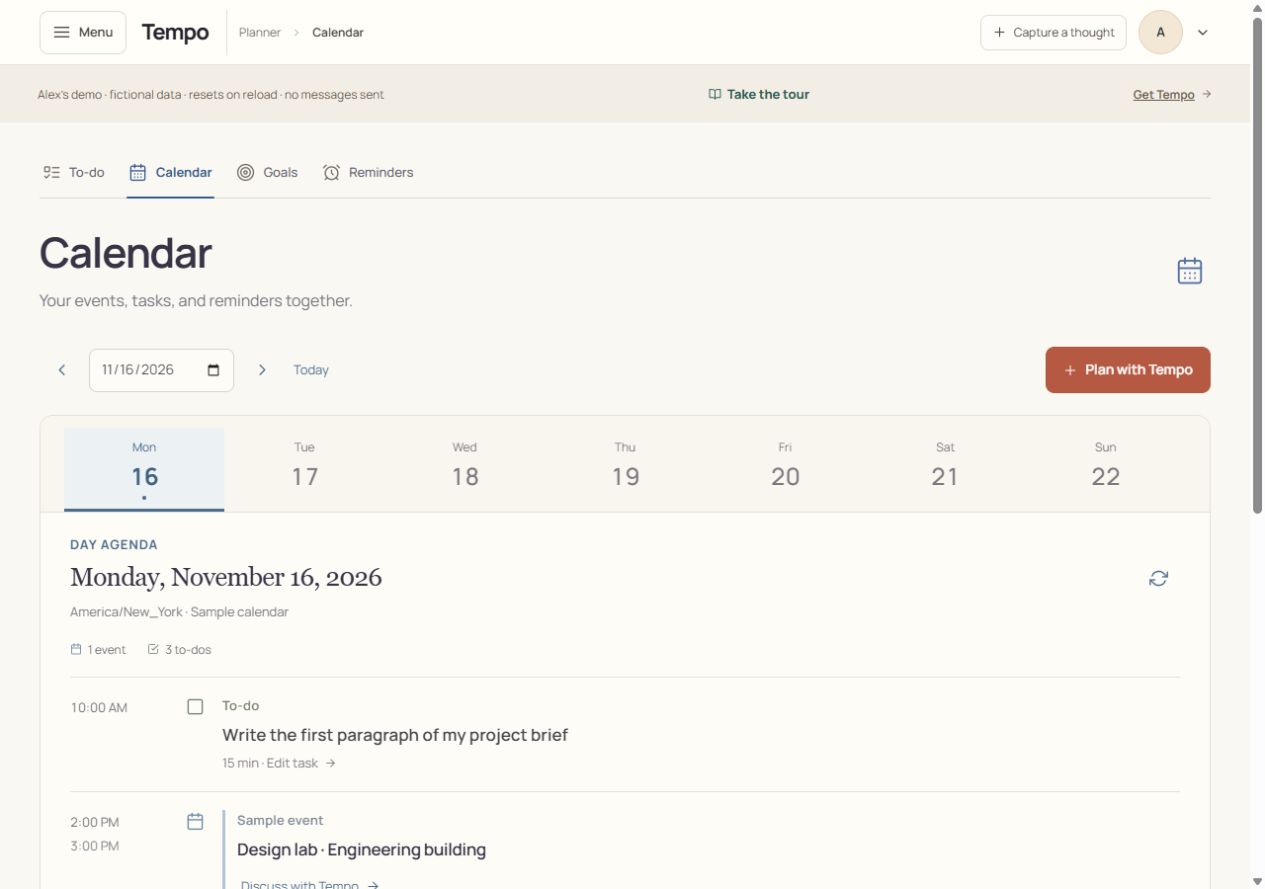 Menu
Tempo
Planner > Calendar
+ Capture a thought
A
Alex's demo · fictional data · resets on reload · no messages sent
Take the tour
Get Tempo →
To-do
Calendar
Goals
Reminders
Calendar
Your events, tasks, and reminders together.
11/16/2026
Today
+ Plan with Tempo
Mon Tue Wed Thu Fri Sat Sun
16 17 18 19 20 21 22
DAY AGENDA
Monday, November 16, 2026
America/New_York · Sample calendar
1 event 3 to-dos
10:00 AM
To-do
Write the first paragraph of my project brief
15 min · Edit task →
2:00 PM
3:00 PM
Sample event
Design lab · Engineering building
Discuss with Tempo →